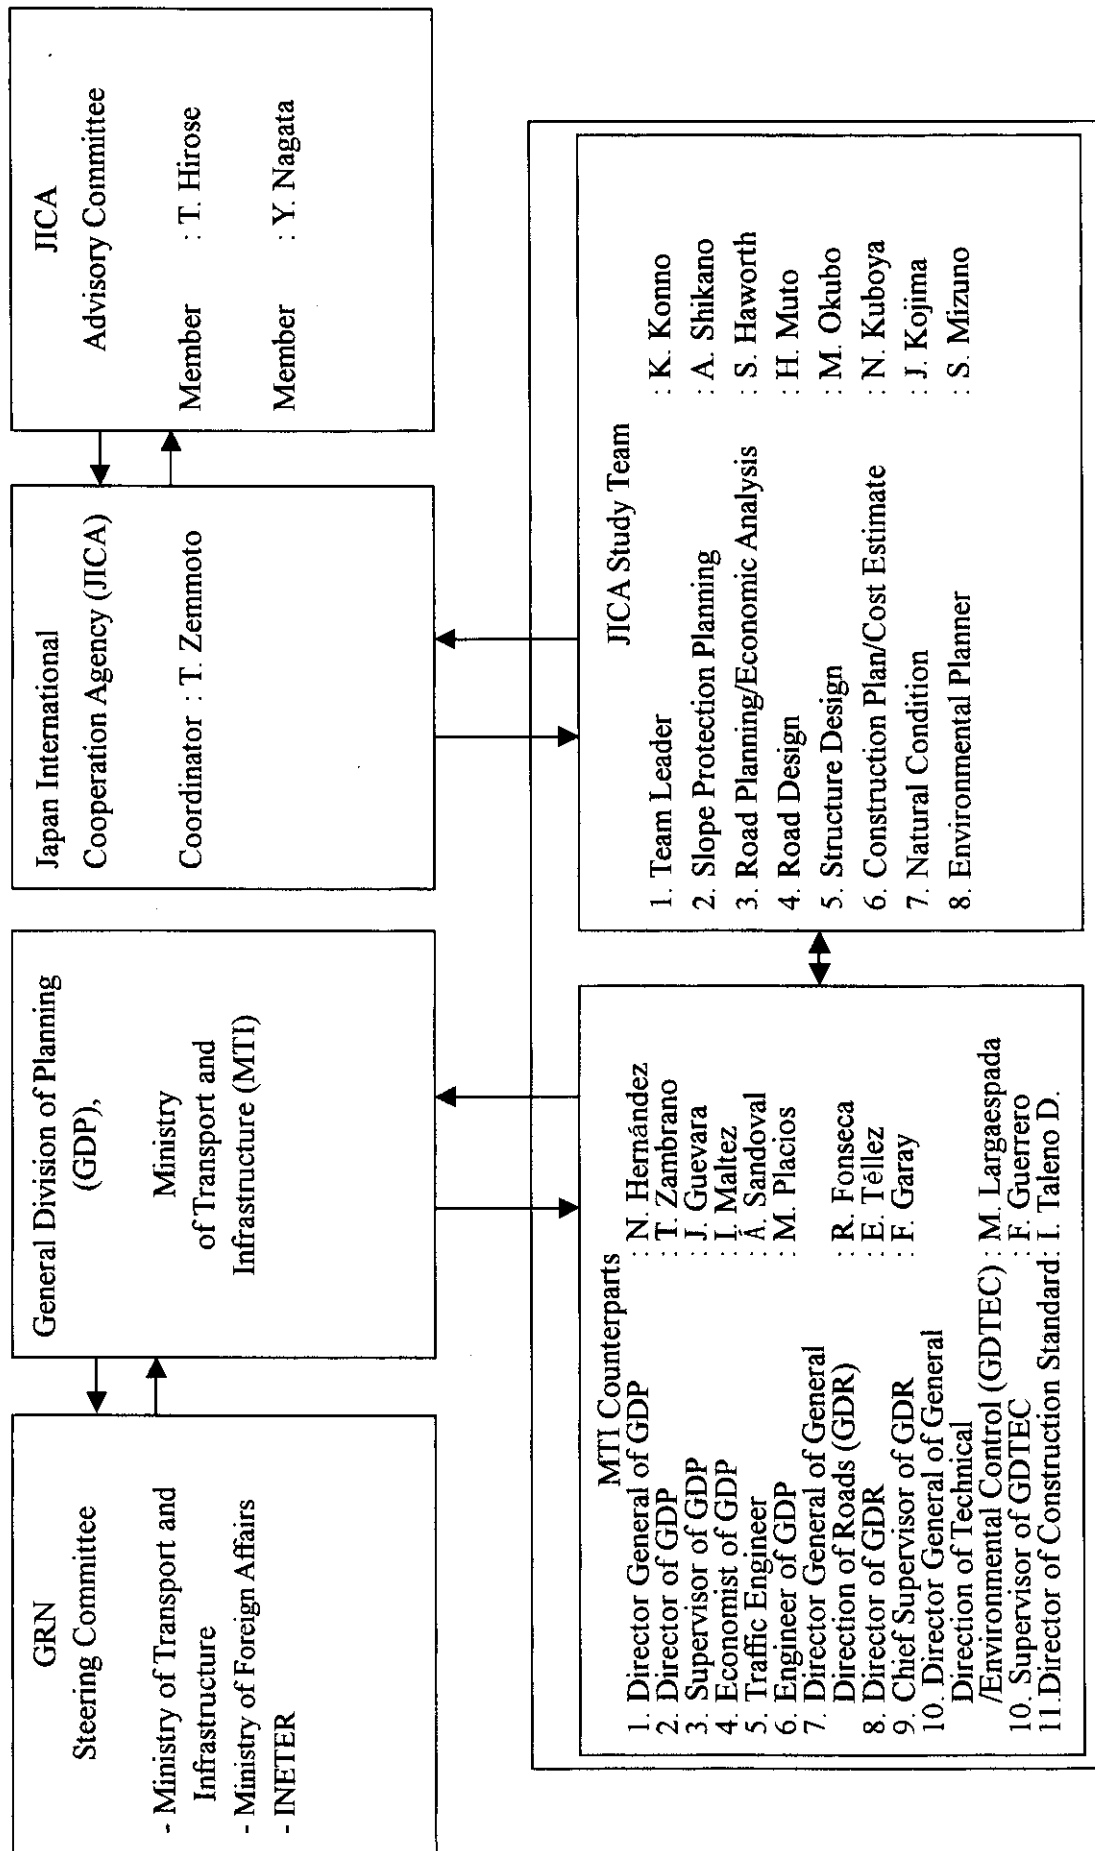 GRN
Steering Committee
- Ministry of Transport and
Infrastructure
- Ministry of Foreign Affairs
- INETER
General Division of Planning
(GDP),
Ministry
of Transport and
Infrastructure (MTI)
Japan International
Cooperation Agency (JICA)
Coordinator : T. Zemmoto
JICA
Advisory Committee
Member : T. Hirose
Member : Y. Nagata
MTI Counterparts
1. Director General of GDP : N. Hernández
2. Director of GDP : T. Zambrano
3. Supervisor of GDP : J. Guevara
4. Economist of GDP : I. Maltez
5. Traffic Engineer : Á. Sandoval
6. Engineer of GDP : M. Placios
7. Director General of General
Direction of Roads (GDR) : R. Fonseca
8. Director of GDR : E. Téllez
9. Chief Supervisor of GDR : F. Garay
10. Director General of General
Direction of Technical
/Environmental Control (GDTEC) : M. Largaespada
10. Supervisor of GDTEC : F. Guerrero
11.Director of Construction Standard: I. Taleno D.
JICA Study Team
1. Team Leader : K. Konno
2. Slope Protection Planning : A. Shikano
3. Road Planning/Economic Analysis : S. Haworth
4. Road Design : H. Muto
5. Structure Design : M. Okubo
6. Construction Plan/Cost Estimate : N. Kuboya
7. Natural Condition : J. Kojima
8. Environmental Planner : S. Mizuno